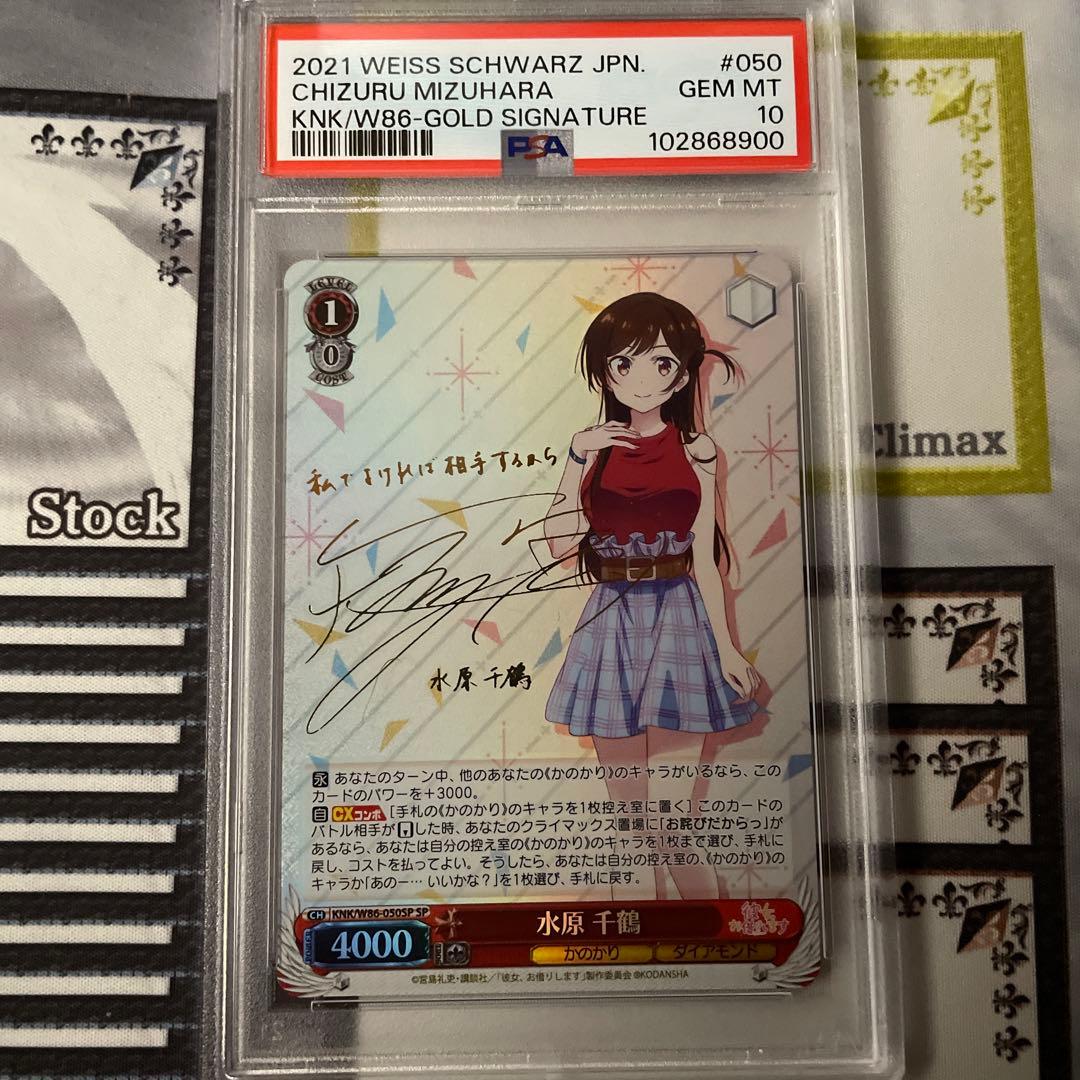 2021 WEISS SCHWARZ JPN. #050
CHIZURU MIZUHARA GEM MT
KNK/W86-GOLD SIGNATURE 10
PSA 102868900
LEVEL
1
0
COST
Stock
Climax
私でよければ相手するから
水原千鶴
永 あなたのターン中、他のあなたの《かのかり》のキャラがいるなら、この
カードのパワーを+3000。
自 CXコンボ [手札の《かのかり》のキャラを1枚控え室に置く] このカードの
バトル相手が した時、あなたのクライマックス置場に「お詫びだからっ」が
あるなら、あなたは自分の控え室の《かのかり》のキャラを1枚まで選び、手札に
戻し、コストを払ってよい。そうしたら、あなたは自分の控え室の、《かのかり》の
キャラか「あのー… いいかな?」を1枚選び、手札に戻す。
CH KNK/W86-050SP SP
水原 千鶴
4000
かのかり ダイアモンド
©宮島礼吏・講談社/「彼女、お借りします」製作委員会 ©KODANSHA